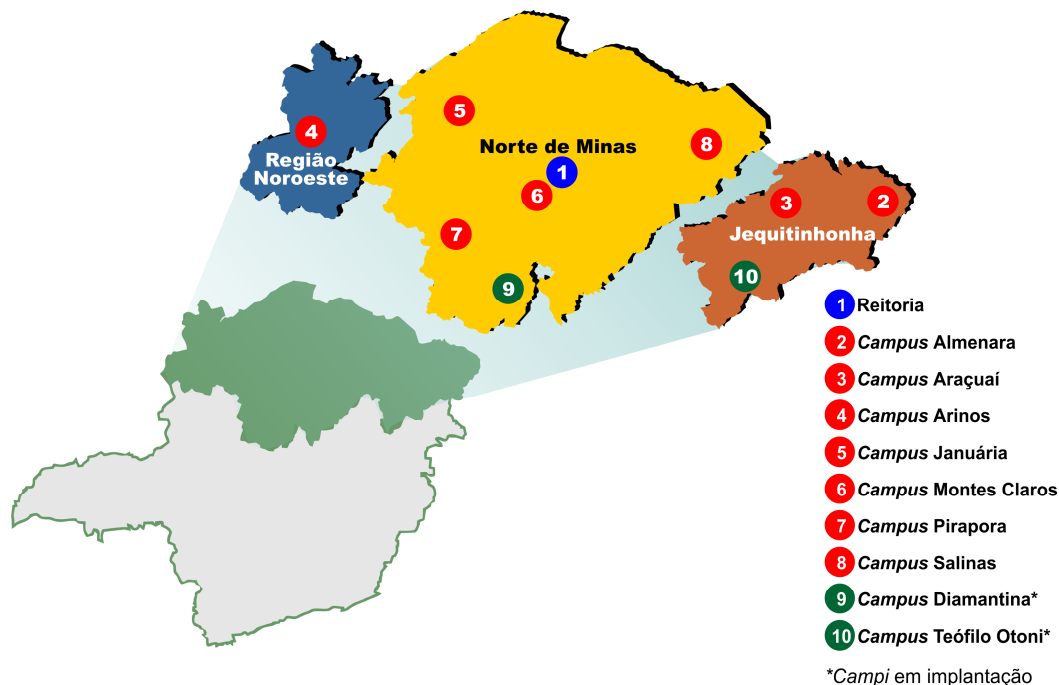 5
4
8
Norte de Minas
Região
Noroeste
1
6
3
2
7
Jequitinhonha
10
9
1 Reitoria
2 Campus Almenara
3 Campus Araçuaí
4 Campus Arinos
5 Campus Januária
6 Campus Montes Claros
7 Campus Pirapora
8 Campus Salinas
9 Campus Diamantina*
10 Campus Teófilo Otoni*
*Campi em implantação